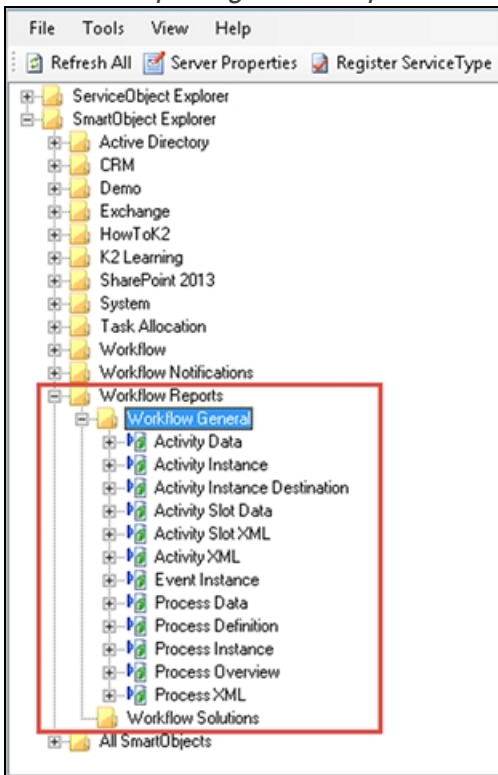 File Tools View Help
Refresh All Server Properties Register ServiceType
ServiceObject Explorer
SmartObject Explorer
Active Directory
CRM
Demo
Exchange
HowToK2
K2 Learning
SharePoint 2013
System
Task Allocation
Workflow
Workflow Notifications
Workflow Reports
Workflow General
Activity Data
Activity Instance
Activity Instance Destination
Activity Slot Data
Activity Slot XML
Activity XML
Event Instance
Process Data
Process Definition
Process Instance
Process Overview
Process XML
Workflow Solutions
All SmartObjects